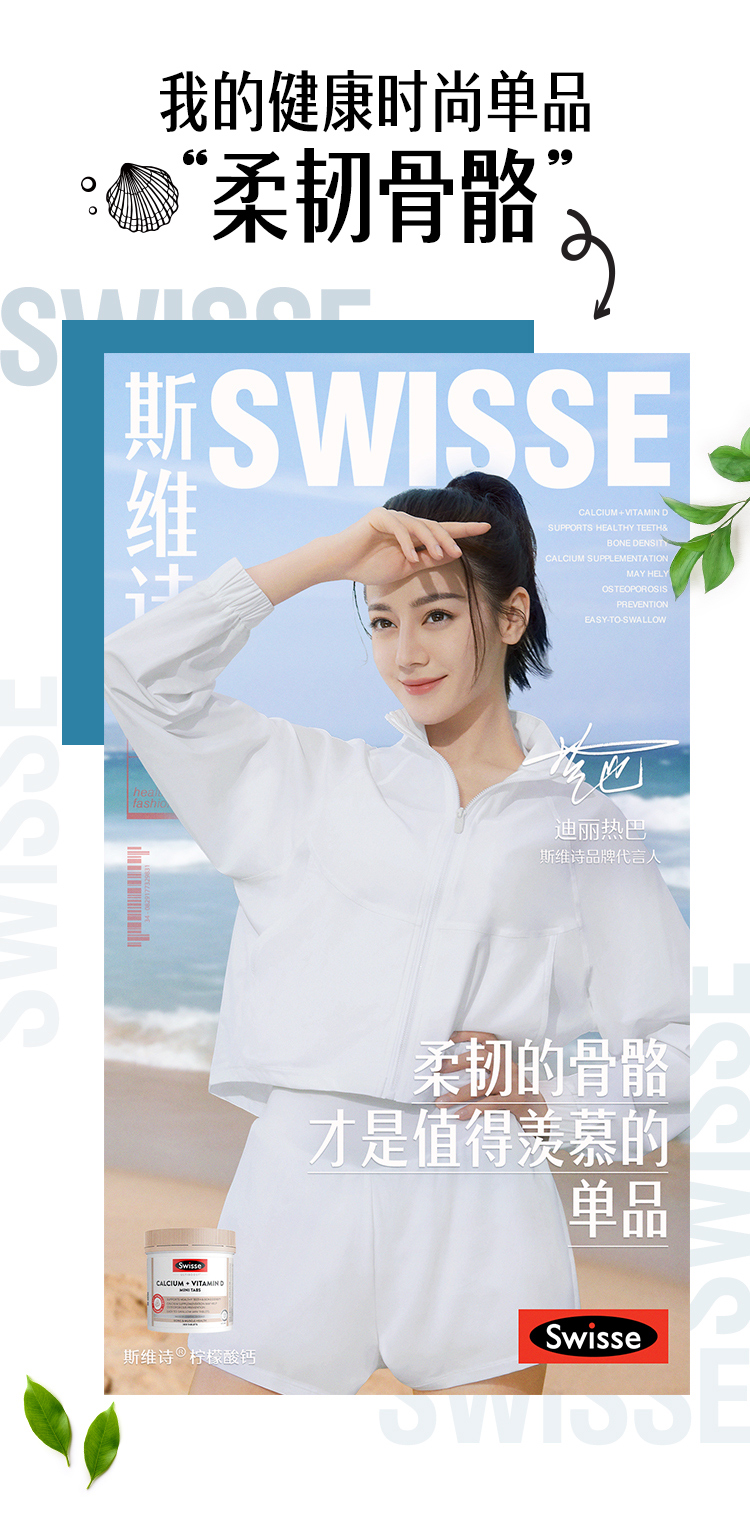 我的健康时尚单品
“柔韧骨骼”
SWISSE
斯维诗
SWISSE
CALCIUM+VITAMIN D
SUPPORTS HEALTHY TEETH&
BONE DENSITY
CALCIUM SUPPLEMENTATION
MAY HELY
OSTEOPOROSIS
PREVENTION
EASY-TO-SWALLOW
迪丽热巴
斯维诗品牌代言人
SWISSE
柔韧的骨骼
才是值得羡慕的
单品
Swisse
CALCIUM + VITAMIN D
MINI TABS
斯维诗®柠檬酸钙
Swisse
SWISSE
SWISSE